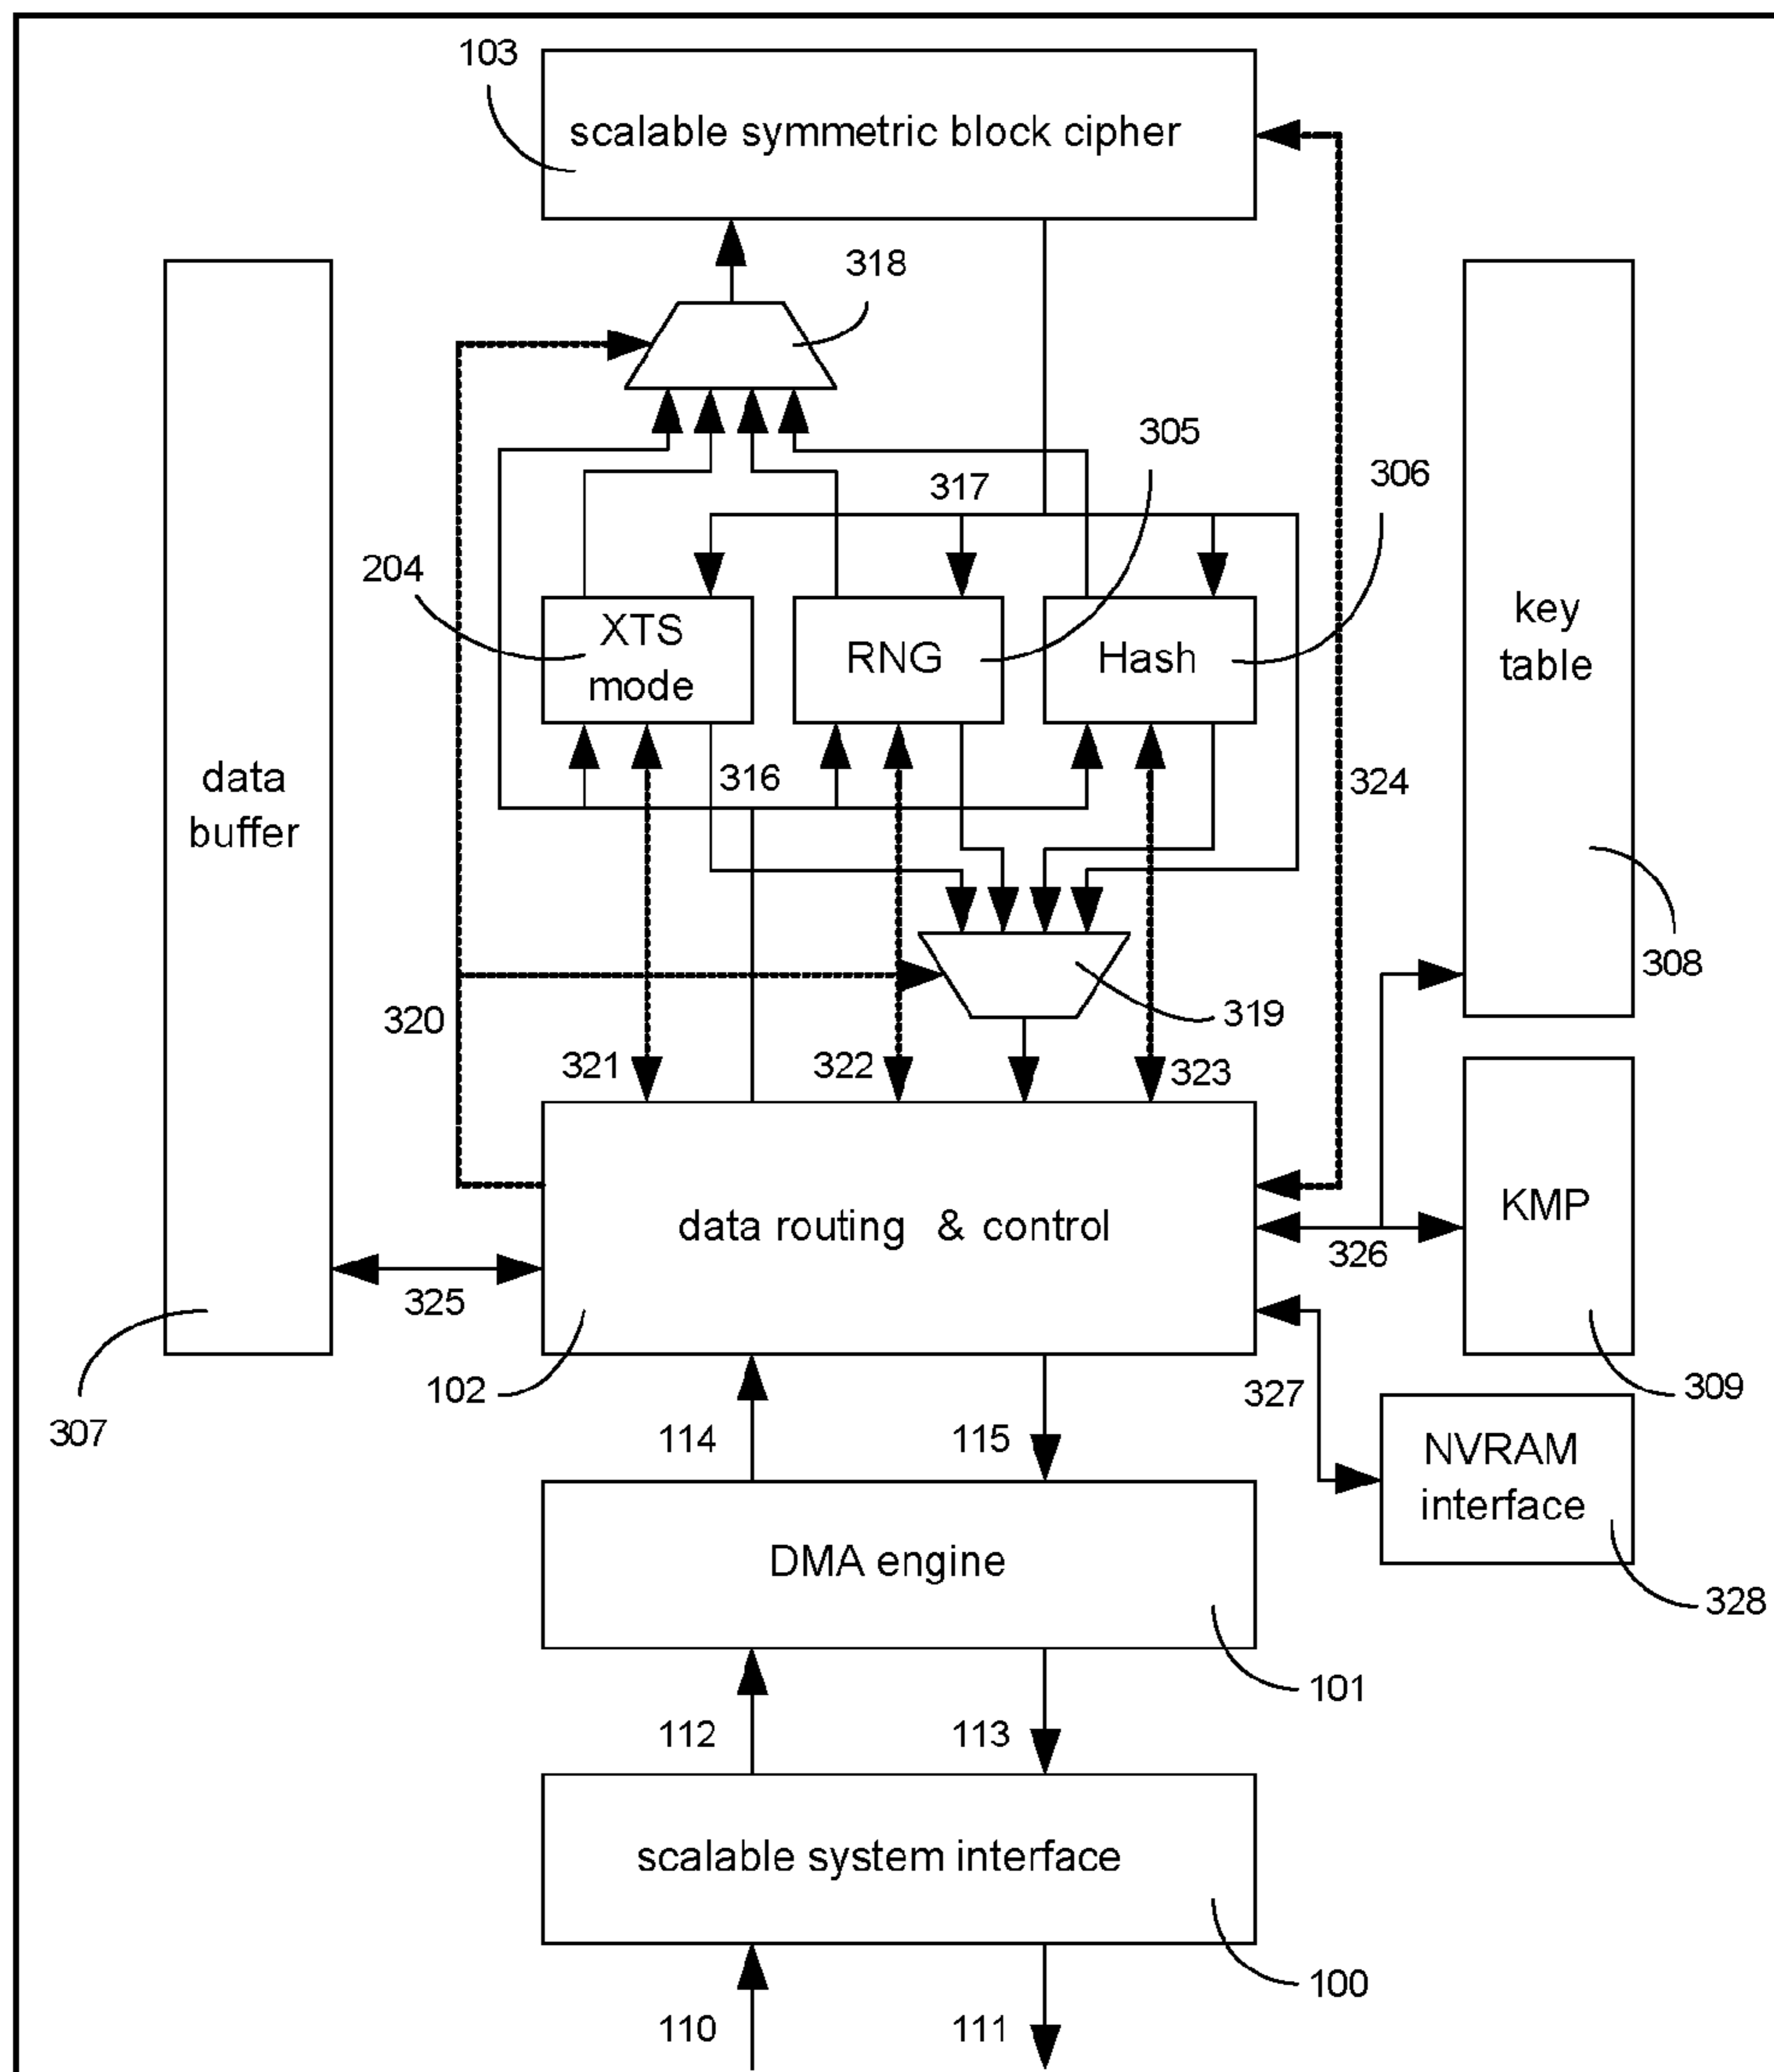 103
scalable symmetric block cipher
318
305
317
306
204
XTS
mode
RNG
Hash
key
table
data
buffer
316
324
308
320
319
321
322
323
KMP
data routing & control
326
325
102
327
309
307
114
115
NVRAM
interface
DMA engine
328
101
112
113
scalable system interface
100
110
111